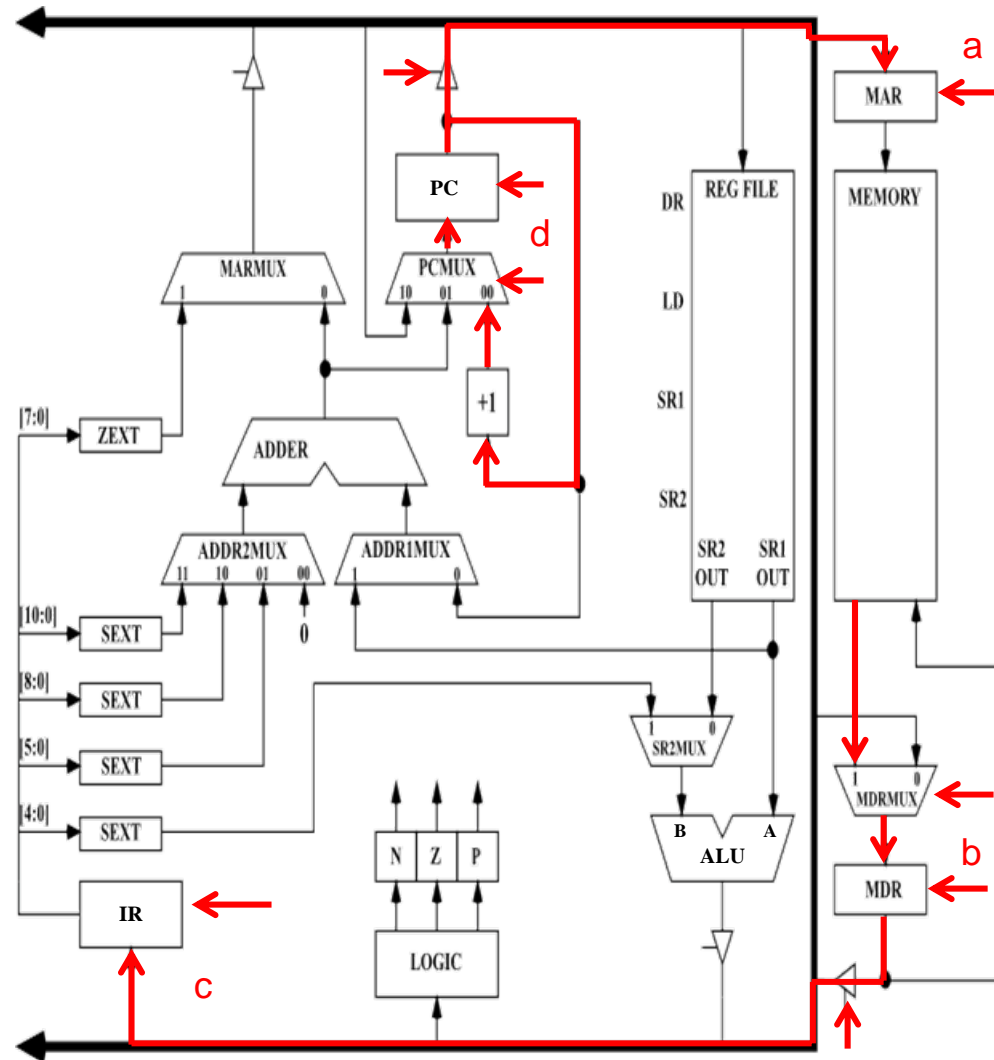 a
MAR
PC
REG FILE
MEMORY
DR
d
MARMUX
1 0
PCMUX
10 01 00
LD
+1
SR1
[7:0]
ZEXT
ADDER
SR2
ADDR2MUX
11 10 01 00
ADDR1MUX
1 0
SR2 OUT
SR1 OUT
0
[10:0]
SEXT
[8:0]
SEXT
1 0
SR2MUX
[5:0]
SEXT
1 0
MDRMUX
[4:0]
SEXT
B A
ALU
N Z P
b
MDR
IR
LOGIC
c